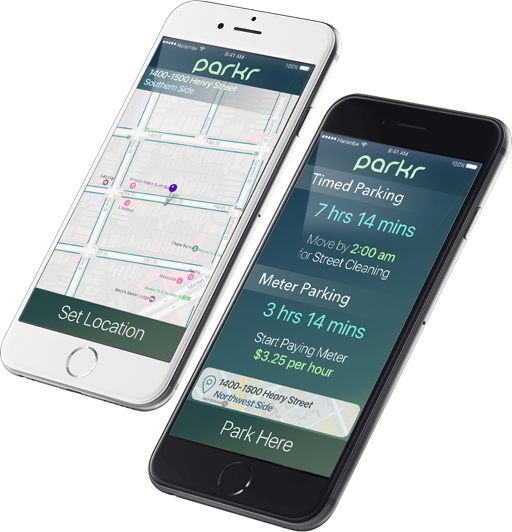 Harambe
9:41 AM
100%
parkr
1400-1500 Henry Street
Southern Side
Set Location
Harambe
9:41 AM
100%
parkr
Timed Parking
7 hrs 14 mins
Move by 2:00 am
for Street Cleaning
Meter Parking
3 hrs 14 mins
Start Paying Meter
$3.25 per hour
1400-1500 Henry Street
Northwest Side
Park Here